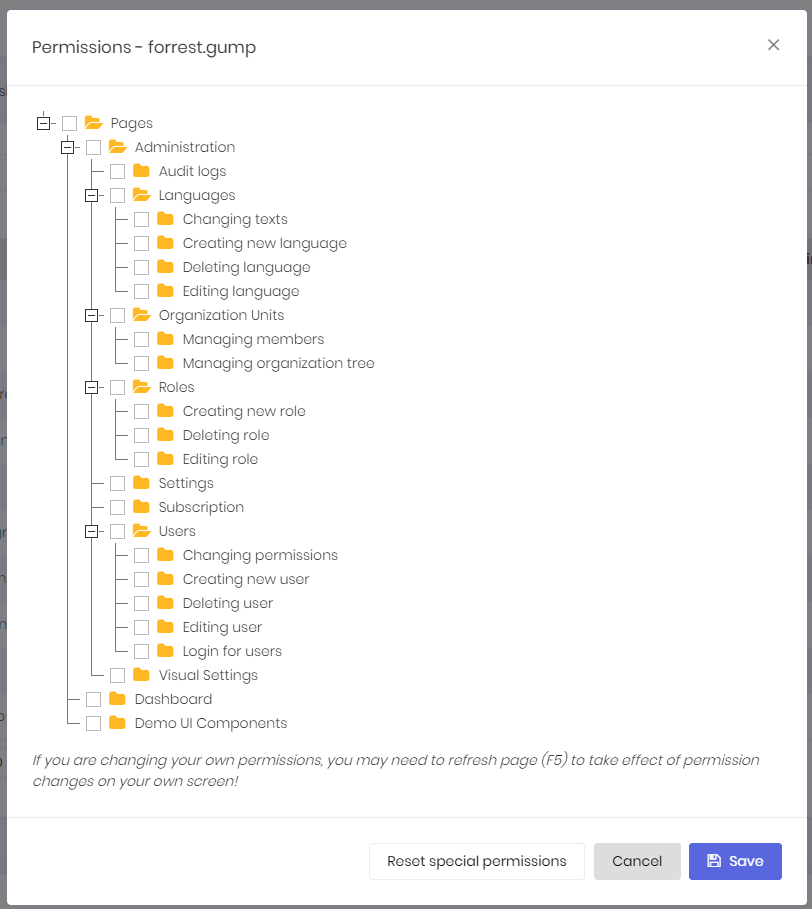 Permissions - forrest.gump
Pages
Administration
Audit logs
Languages
Changing texts
Creating new language
Deleting language
Editing language
Organization Units
Managing members
Managing organization tree
Roles
Creating new role
Deleting role
Editing role
Settings
Subscription
Users
Changing permissions
Creating new user
Deleting user
Editing user
Login for users
Visual Settings
Dashboard
Demo UI Components
If you are changing your own permissions, you may need to refresh page (F5) to take effect of permission
changes on your own screen!
Reset special permissions Cancel Save